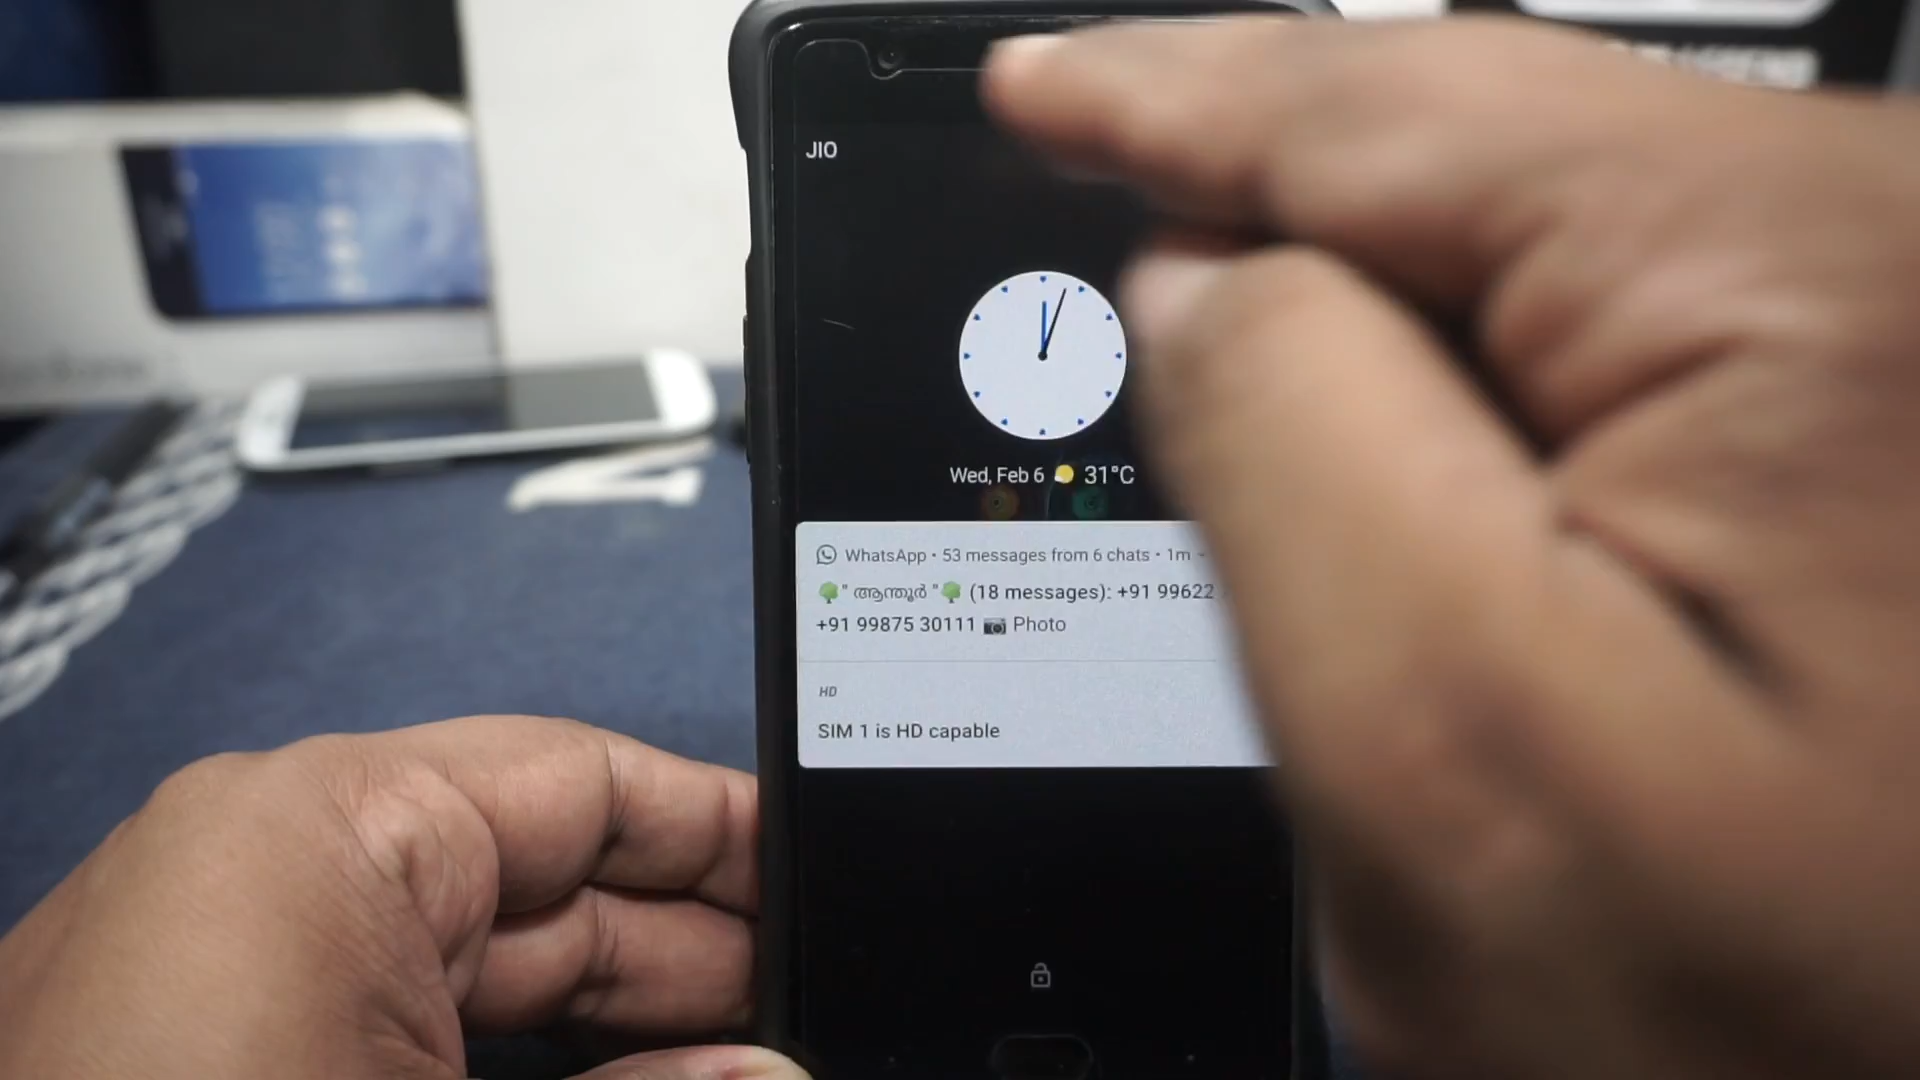 JIO
Wed, Feb 6 31°C
WhatsApp • 53 messages from 6 chats • 1m
🌳" ആന്തൂർ "🌳 (18 messages): +91 99622
+91 99875 30111 📷 Photo
HD
SIM 1 is HD capable